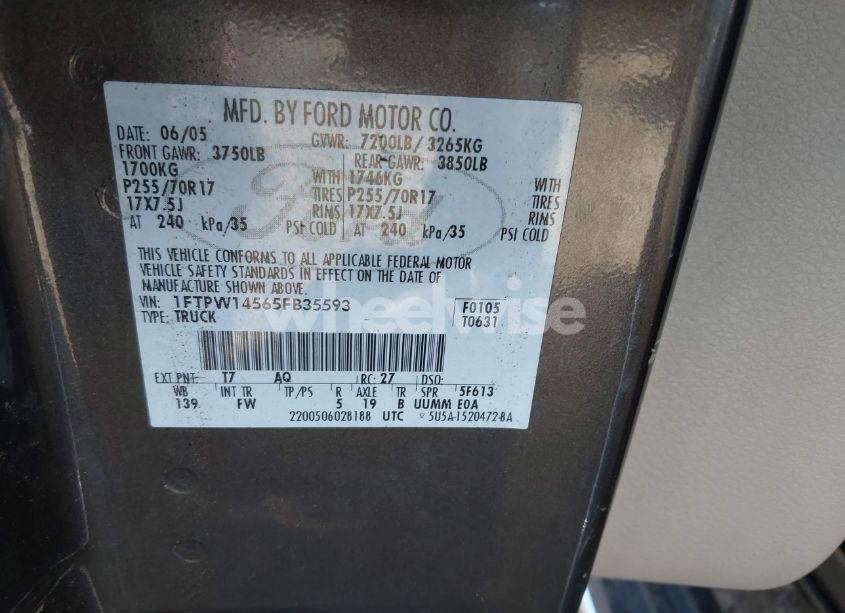 MFD. BY FORD MOTOR CO.
DATE: 06/05 GVWR: 7200LB/ 3265KG
FRONT GAWR: 3750LB REAR GAWR: 3850LB
1700KG WITH 1746KG WITH
P255/70R17 TIRES P255/70R17 TIRES
17X7.5J RIMS 17X7.5J RIMS
AT 240 kPa/35 PSI COLD AT 240 kPa/35 PSI COLD
Ford
THIS VEHICLE CONFORMS TO ALL APPLICABLE FEDERAL MOTOR
VEHICLE SAFETY STANDARDS IN EFFECT ON THE DATE OF
MANUFACTURE SHOWN ABOVE.
VIN: 1FTPW14565FB35593 F0105
TYPE: TRUCK T0631
wheelwise
EXT PNT: T7 AQ RC: 27 DSO:
WB INT TR TP/PS R AXLE TR SPR 5F613
139 FW 5 19 B UUMM E0A
2200506028188 UTC 5U5A-1520472-BA